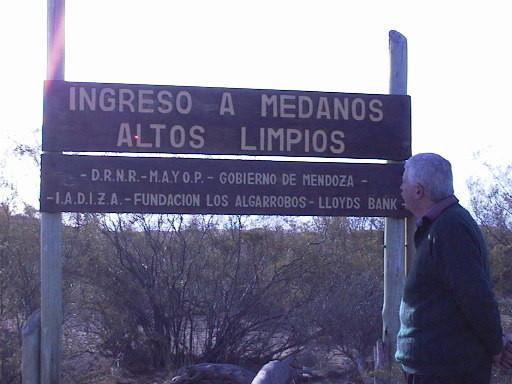 INGRESO A MEDANOS
ALTOS LIMPIOS
- D.R.N.R.- M.A.Y O.P.- GOBIERNO DE MENDOZA -
- I.A.D.I.Z.A.- FUNDACION LOS ALGARROBOS - LLOYDS BANK -